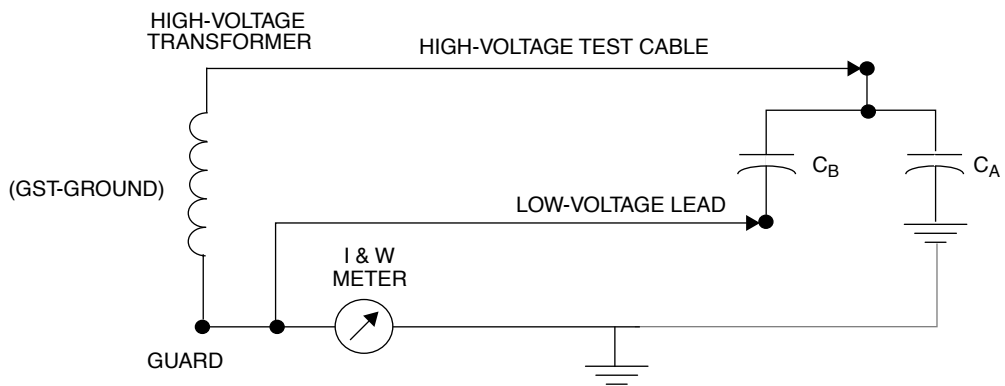 HIGH-VOLTAGE
TRANSFORMER
HIGH-VOLTAGE TEST CABLE
C_B
C_A
(GST-GROUND)
LOW-VOLTAGE LEAD
I & W
METER
GUARD